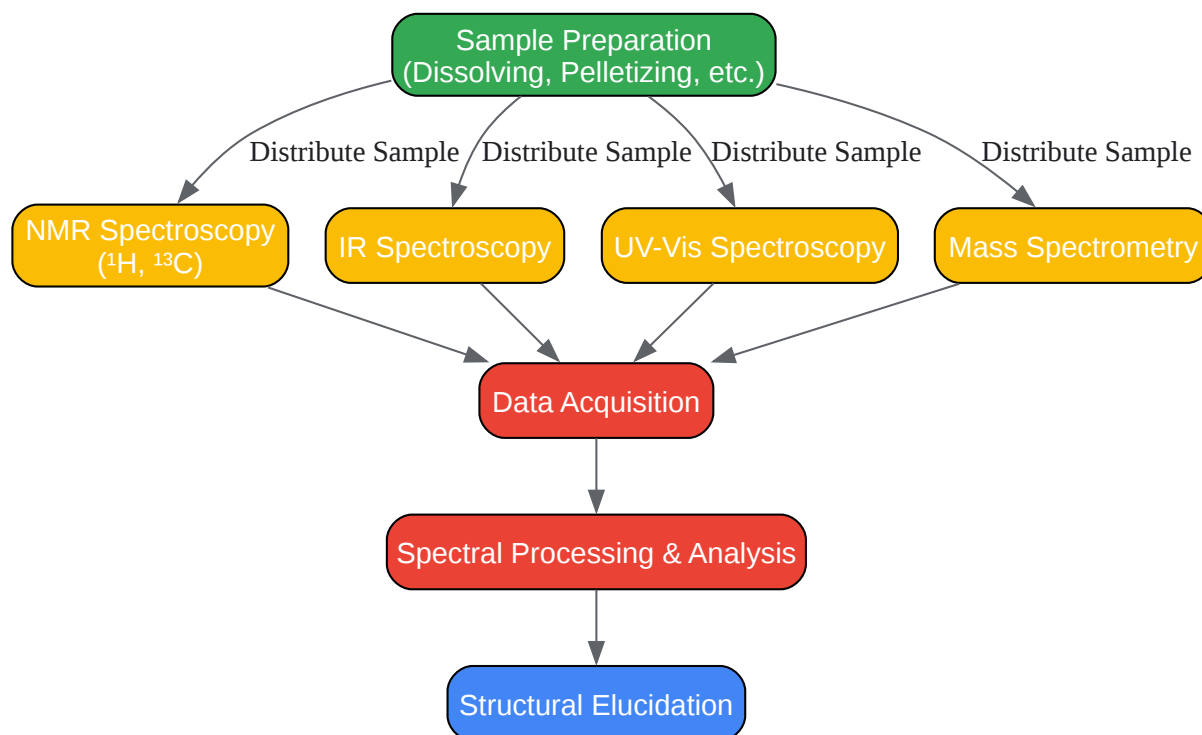 Sample Preparation
(Dissolving, Pelletizing, etc.)
Distribute Sample
Distribute Sample
Distribute Sample
Distribute Sample
NMR Spectroscopy
(¹H, ¹³C)
IR Spectroscopy
UV-Vis Spectroscopy
Mass Spectrometry
Data Acquisition
Spectral Processing & Analysis
Structural Elucidation